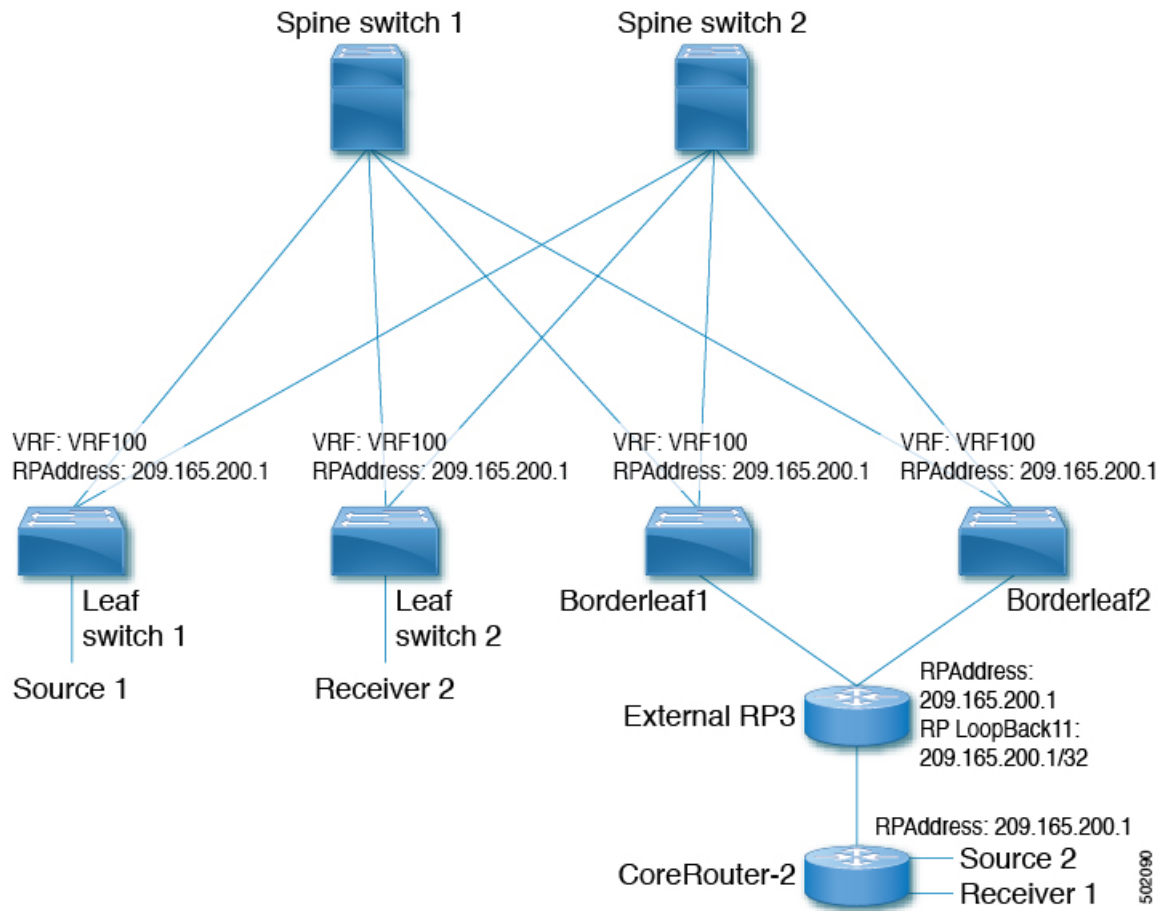 Spine switch 1
Spine switch 2
VRF: VRF100
RPAddress: 209.165.200.1
VRF: VRF100
RPAddress: 209.165.200.1
VRF: VRF100
RPAddress: 209.165.200.1
VRF: VRF100
RPAddress: 209.165.200.1
Leaf
switch 1
Leaf
switch 2
Borderleaf1
Borderleaf2
Source 1
Receiver 2
External RP3
RPAddress:
209.165.200.1
RP LoopBack11:
209.165.200.1/32
RPAddress: 209.165.200.1
CoreRouter-2
Source 2
Receiver 1
502090